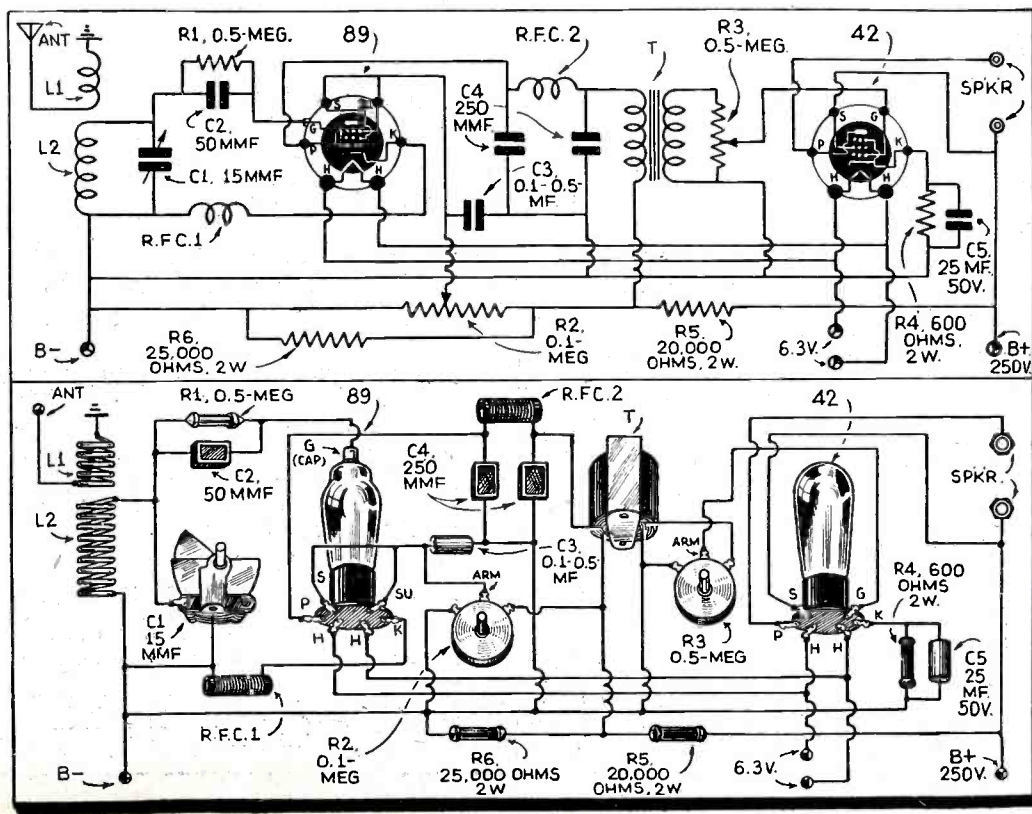 ANT
L1
R1, 0.5-MEG.
C2,
50 MMF
L2
C1, 15 MMF
R.F.C.1
89
G
S
P
K
H
H
R.F.C.2
C4
250
MMF
C3,
0.1-0.5-
MF.
T
R3,
0.5-MEG.
42
S
G
P
K
H
H
SPKR
C5,
25 MF.
50V.
R6,
25,000
OHMS, 2W
R2,
0.1-
MEG
R5,
20,000
OHMS, 2W.
6.3V.
R4, 600
OHMS,
2W.
B-
B+
250V.
ANT
L1
L2
R1, 0.5-MEG
C2,
50 MMF
C1
15
MMF
R.F.C.1
89
G
(CAP)
S
SU
P
K
H
H
R.F.C.2
C4,
250
MMF
C3,
0.1-0.5-
MF
ARM
T
ARM
R3
0.5-MEG
42
S
G
P
K
H
H
SPKR.
R4, 600
OHMS
2W.
C5
25
MF.
50V.
R2,
0.1-
MEG
R6,
25,000 OHMS
2W
R5,
20,000
OHMS, 2W.
6.3V.
B-
B+
250V.